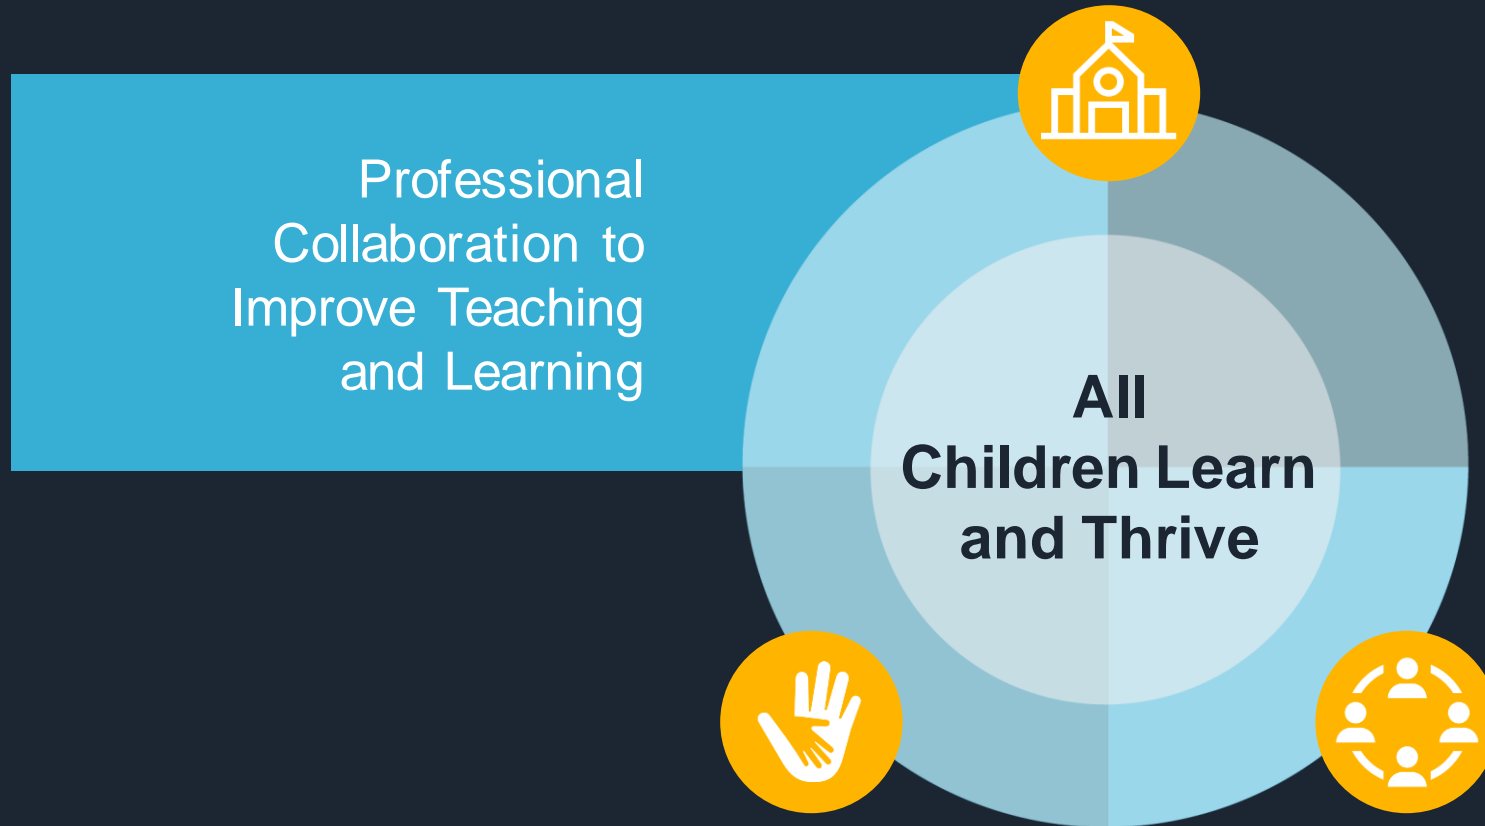 Professional
Collaboration to
Improve Teaching
and Learning
All
Children Learn
and Thrive